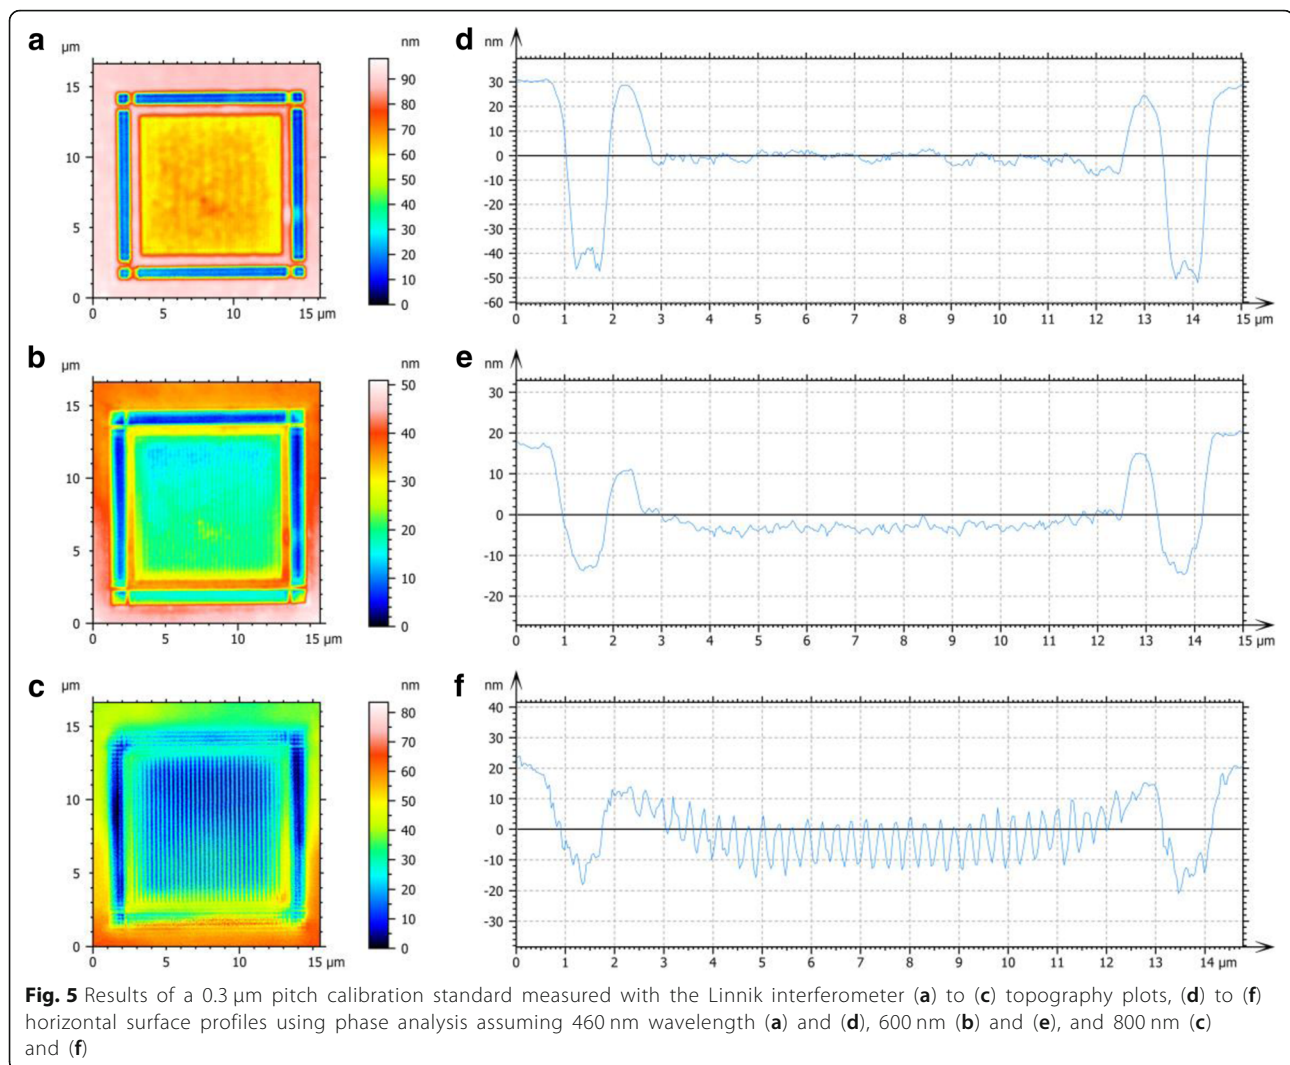 a
µm
nm
15
10
5
0
0
5
10
15 µm
90
80
70
60
50
40
30
20
10
0
d
nm
30
20
10
0
-10
-20
-30
-40
-50
-60
0 1 2 3 4 5 6 7 8 9 10 11 12 13 14 15
µm
b
µm
nm
15
10
5
0
0
5
10
15 µm
50
40
30
20
10
0
e
nm
30
20
10
0
-10
-20
0 1 2 3 4 5 6 7 8 9 10 11 12 13 14 15 µm
c
µm
nm
15
10
5
0
0
5
10
15 µm
80
70
60
50
40
30
20
10
0
f
nm
40
30
20
10
0
-10
-20
-30
0 1 2 3 4 5 6 7 8 9 10 11 12 13 14 µm
Fig. 5 Results of a 0.3 µm pitch calibration standard measured with the Linnik interferometer (a) to (c) topography plots, (d) to (f)
horizontal surface profiles using phase analysis assuming 460 nm wavelength (a) and (d), 600 nm (b) and (e), and 800 nm (c)
and (f)